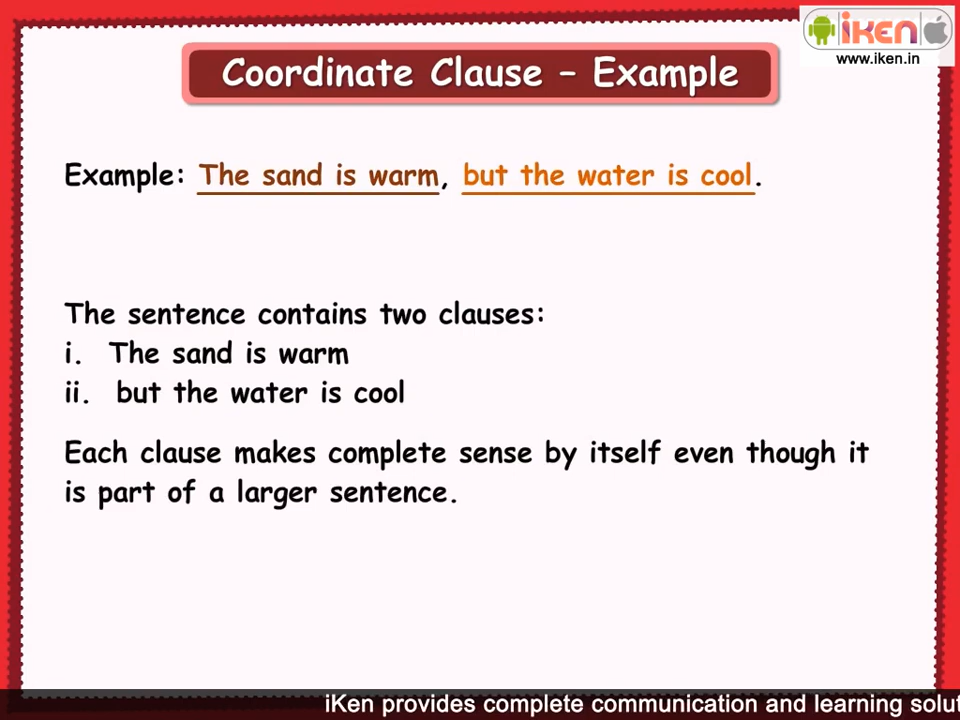 iKEN
www.iken.in
Coordinate Clause – Example
Example: The sand is warm, but the water is cool.
The sentence contains two clauses:
i. The sand is warm
ii. but the water is cool
Each clause makes complete sense by itself even though it
is part of a larger sentence.
iKen provides complete communication and learning solut